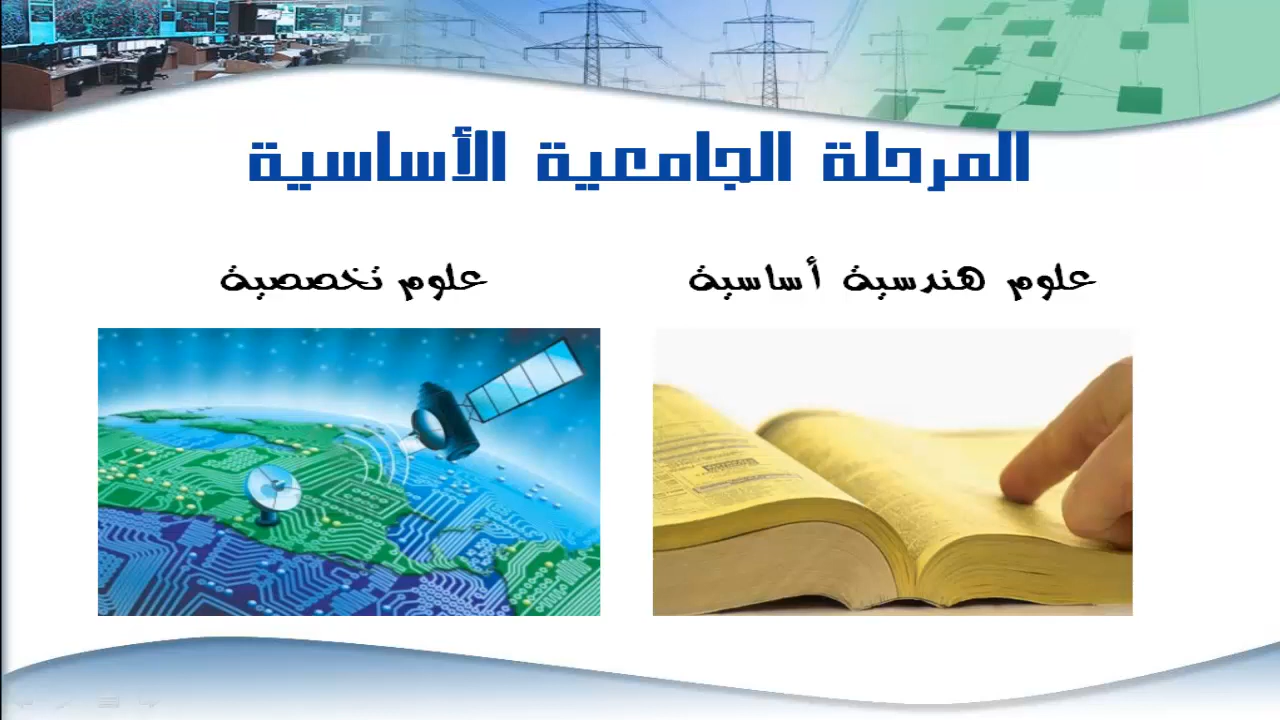 المرحلة الجامعية الأساسية
علوم هندسية أساسية
علوم تخصصية